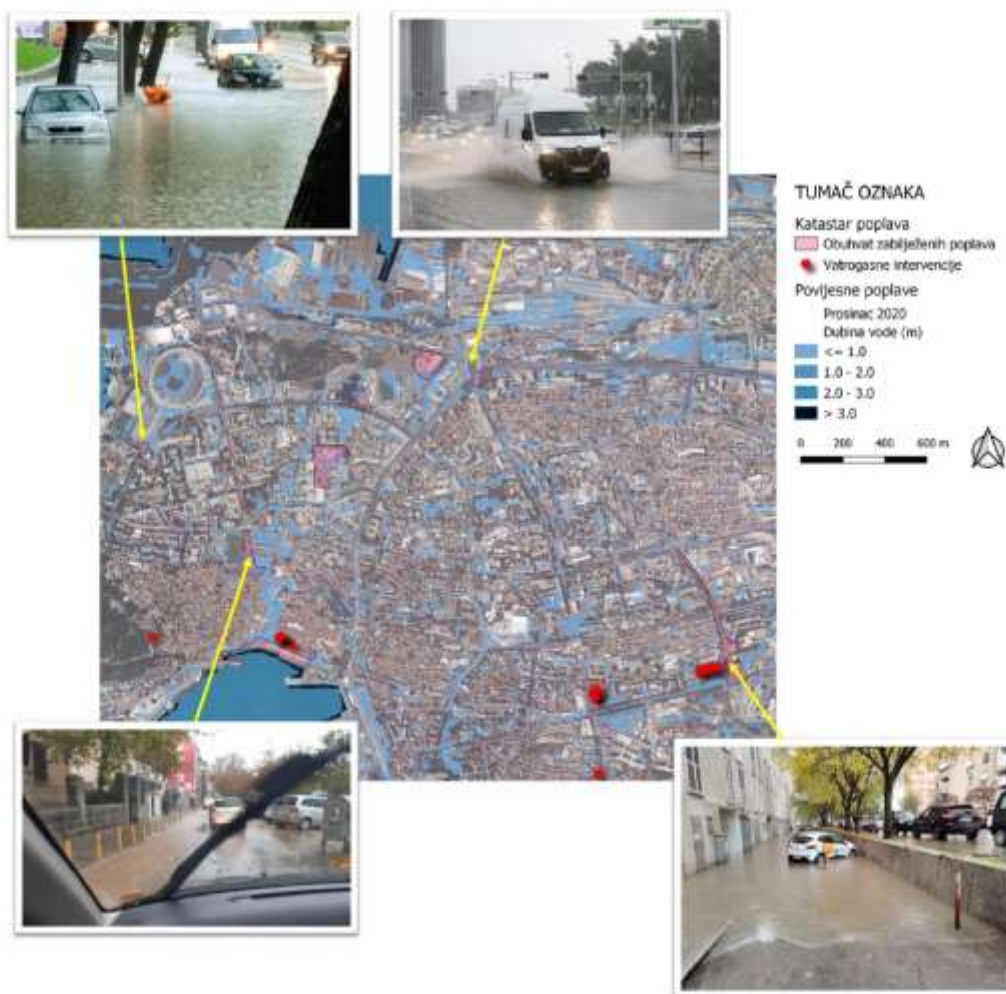 TUMAČ OZNAKA
Katastar poplava
Obuhvat zabilježenih poplava
Vatrogasne intervencije
Povijesne poplave
Prosinac 2020
Dubina vode (m)
<= 1.0
1.0 - 2.0
2.0 - 3.0
> 3.0
0 200 400 600 m